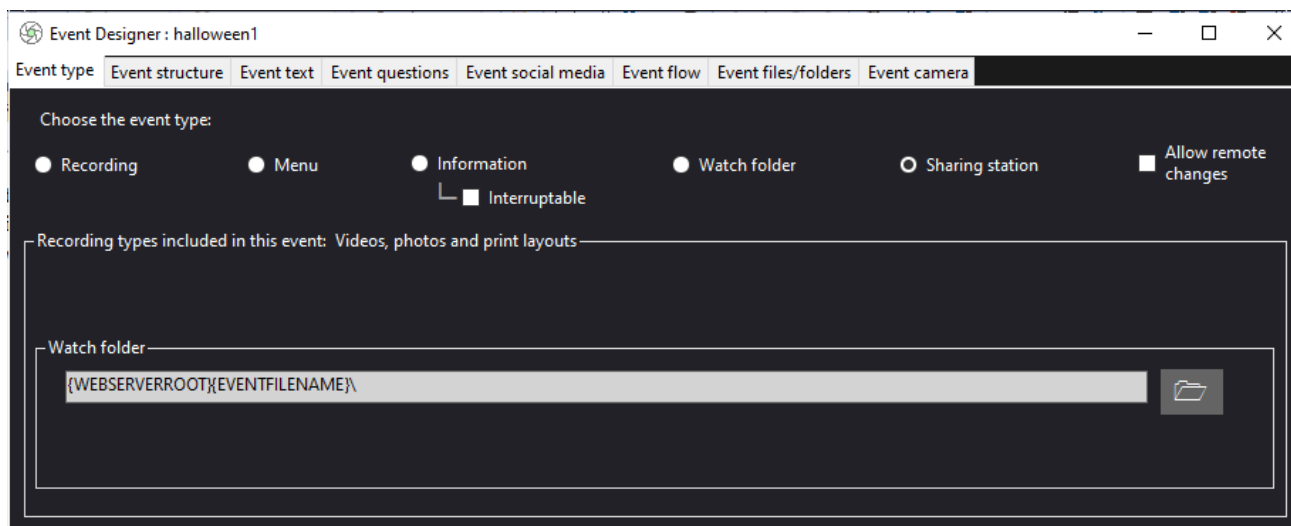 Event Designer : halloween1
Event type Event structure Event text Event questions Event social media Event flow Event files/folders Event camera
Choose the event type:
Recording Menu Information Watch folder Sharing station Allow remote changes
Interruptable
Recording types included in this event: Videos, photos and print layouts
Watch folder
{WEBSERVERROOT}{EVENTFILENAME}\